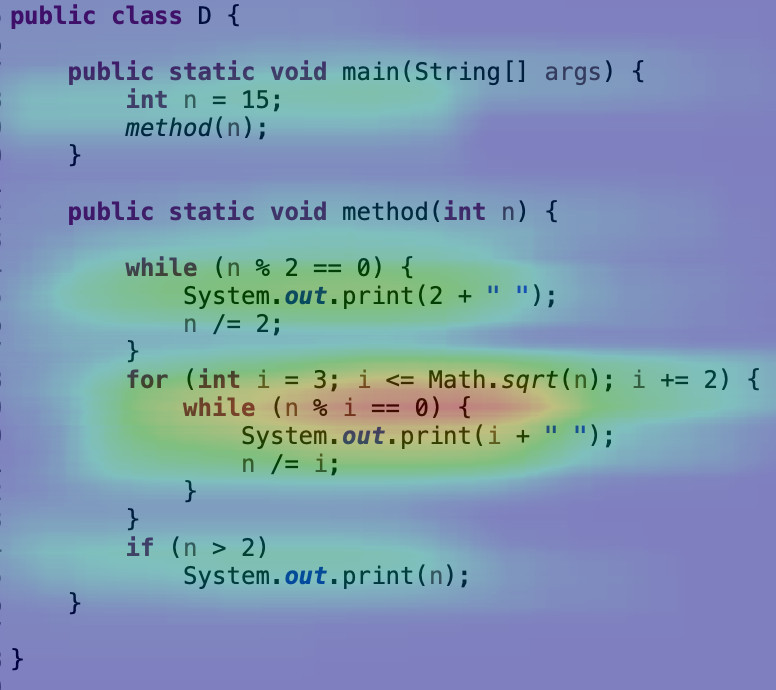 public class D {
public static void main(String[] args) {
int n = 15;
method(n);
}
public static void method(int n) {
while (n % 2 == 0) {
System.out.print(2 + " ");
n /= 2;
}
for (int i = 3; i <= Math.sqrt(n); i += 2) {
while (n % i == 0) {
System.out.print(i + " ");
n /= i;
}
}
if (n > 2)
System.out.print(n);
}
}